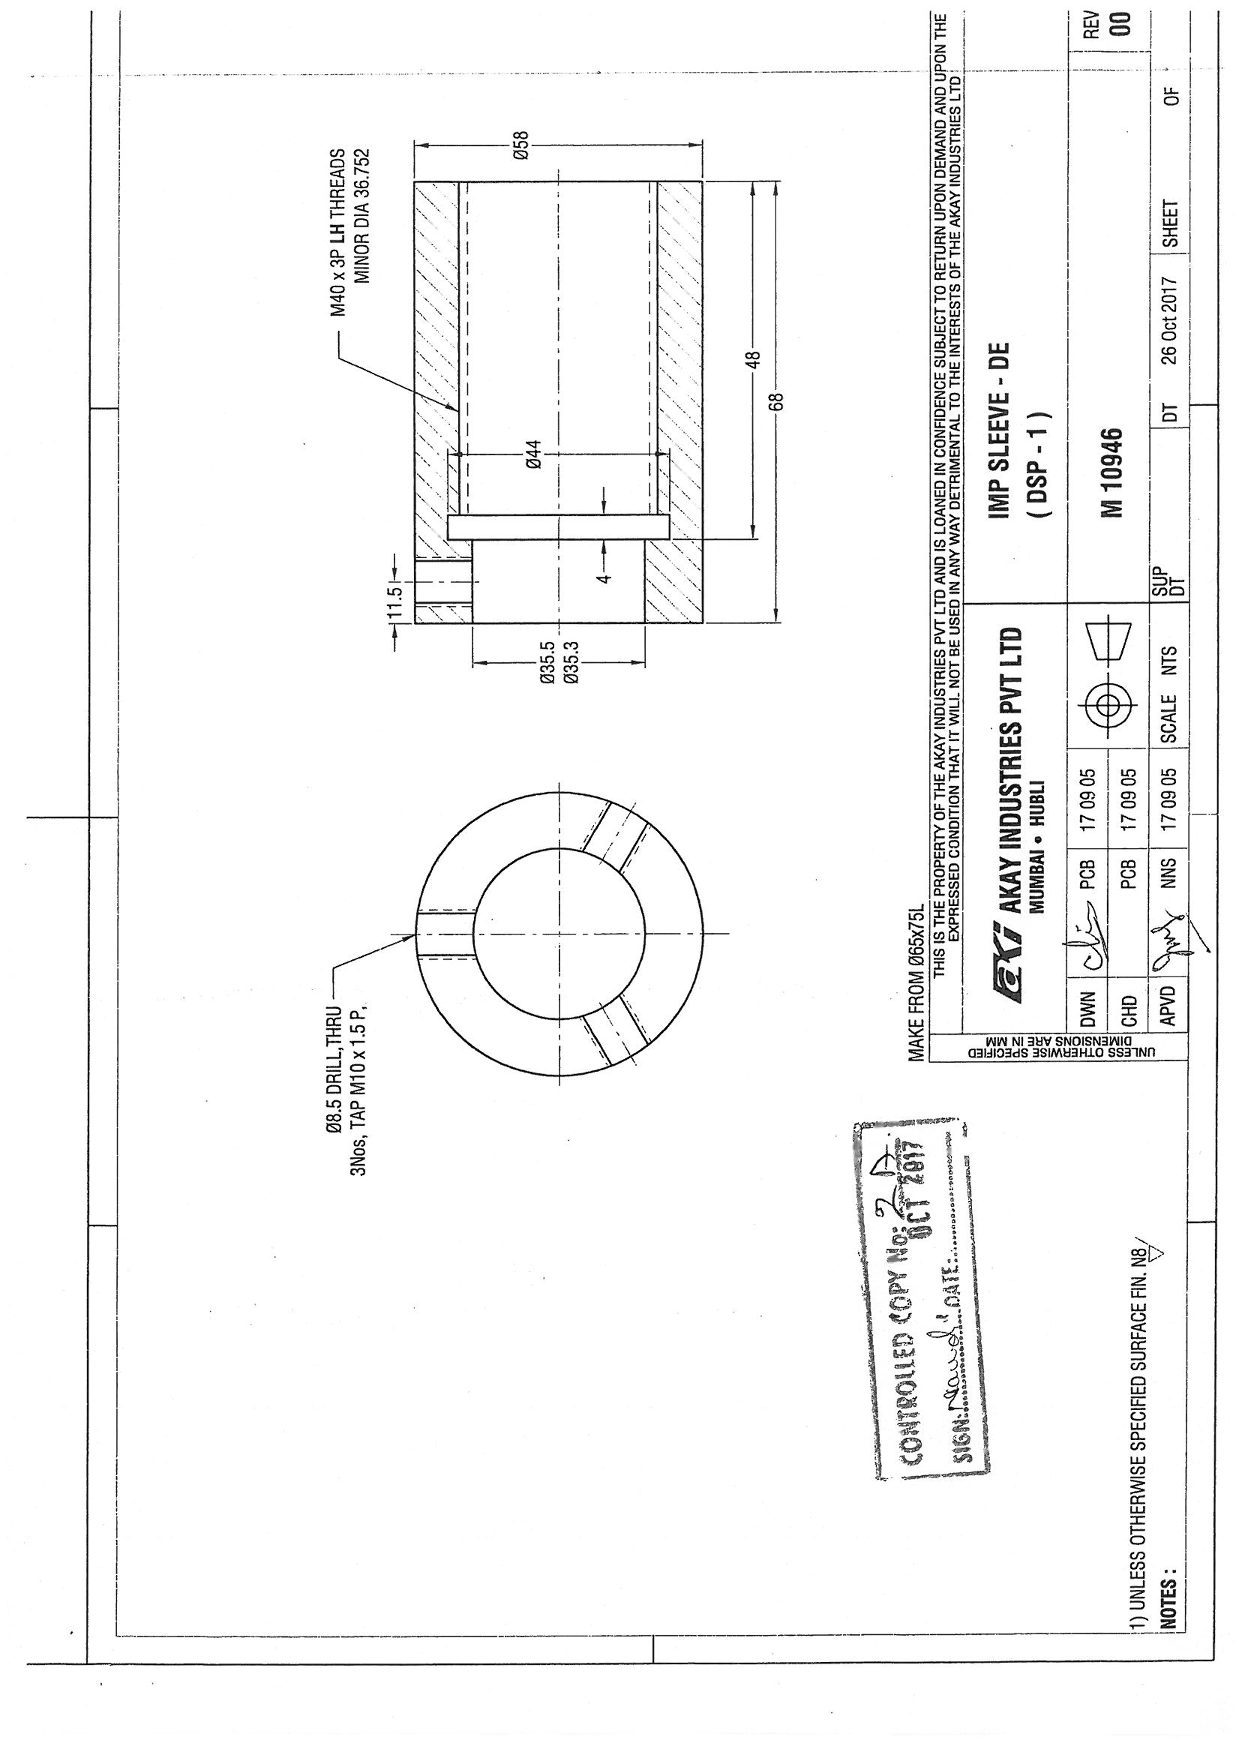 Ø8.5 DRILL,THRU
3Nos, TAP M10 x 1.5 P,
M40 x 3P LH THREADS
MINOR DIA 36.752
11.5
Ø44
Ø58
Ø35.5
Ø35.3
4
48
68
MAKE FROM Ø65x75L
THIS IS THE PROPERTY OF THE AKAY INDUSTRIES PVT LTD AND IS LOANED IN CONFIDENCE SUBJECT TO RETURN UPON DEMAND AND UPON THE
EXPRESSED CONDITION THAT IT WILL NOT BE USED IN ANY WAY DETRIMENTAL TO THE INTERESTS OF THE AKAY INDUSTRIES LTD
UNLESS OTHERWISE SPECIFIED
DIMENSIONS ARE IN MM
aKi AKAY INDUSTRIES PVT LTD
MUMBAI • HUBLI
IMP SLEEVE - DE
( DSP - 1 )
DWN PCB 17 09 05
CHD PCB 17 09 05
APVD NNS 17 09 05
SCALE NTS
M 10946
REV
00
SUP
DT
DT 26 Oct 2017
SHEET OF
CONTROLLED COPY No:
OCT 2017
SIGN: DATE:
1) UNLESS OTHERWISE SPECIFIED SURFACE FIN. N8
NOTES :